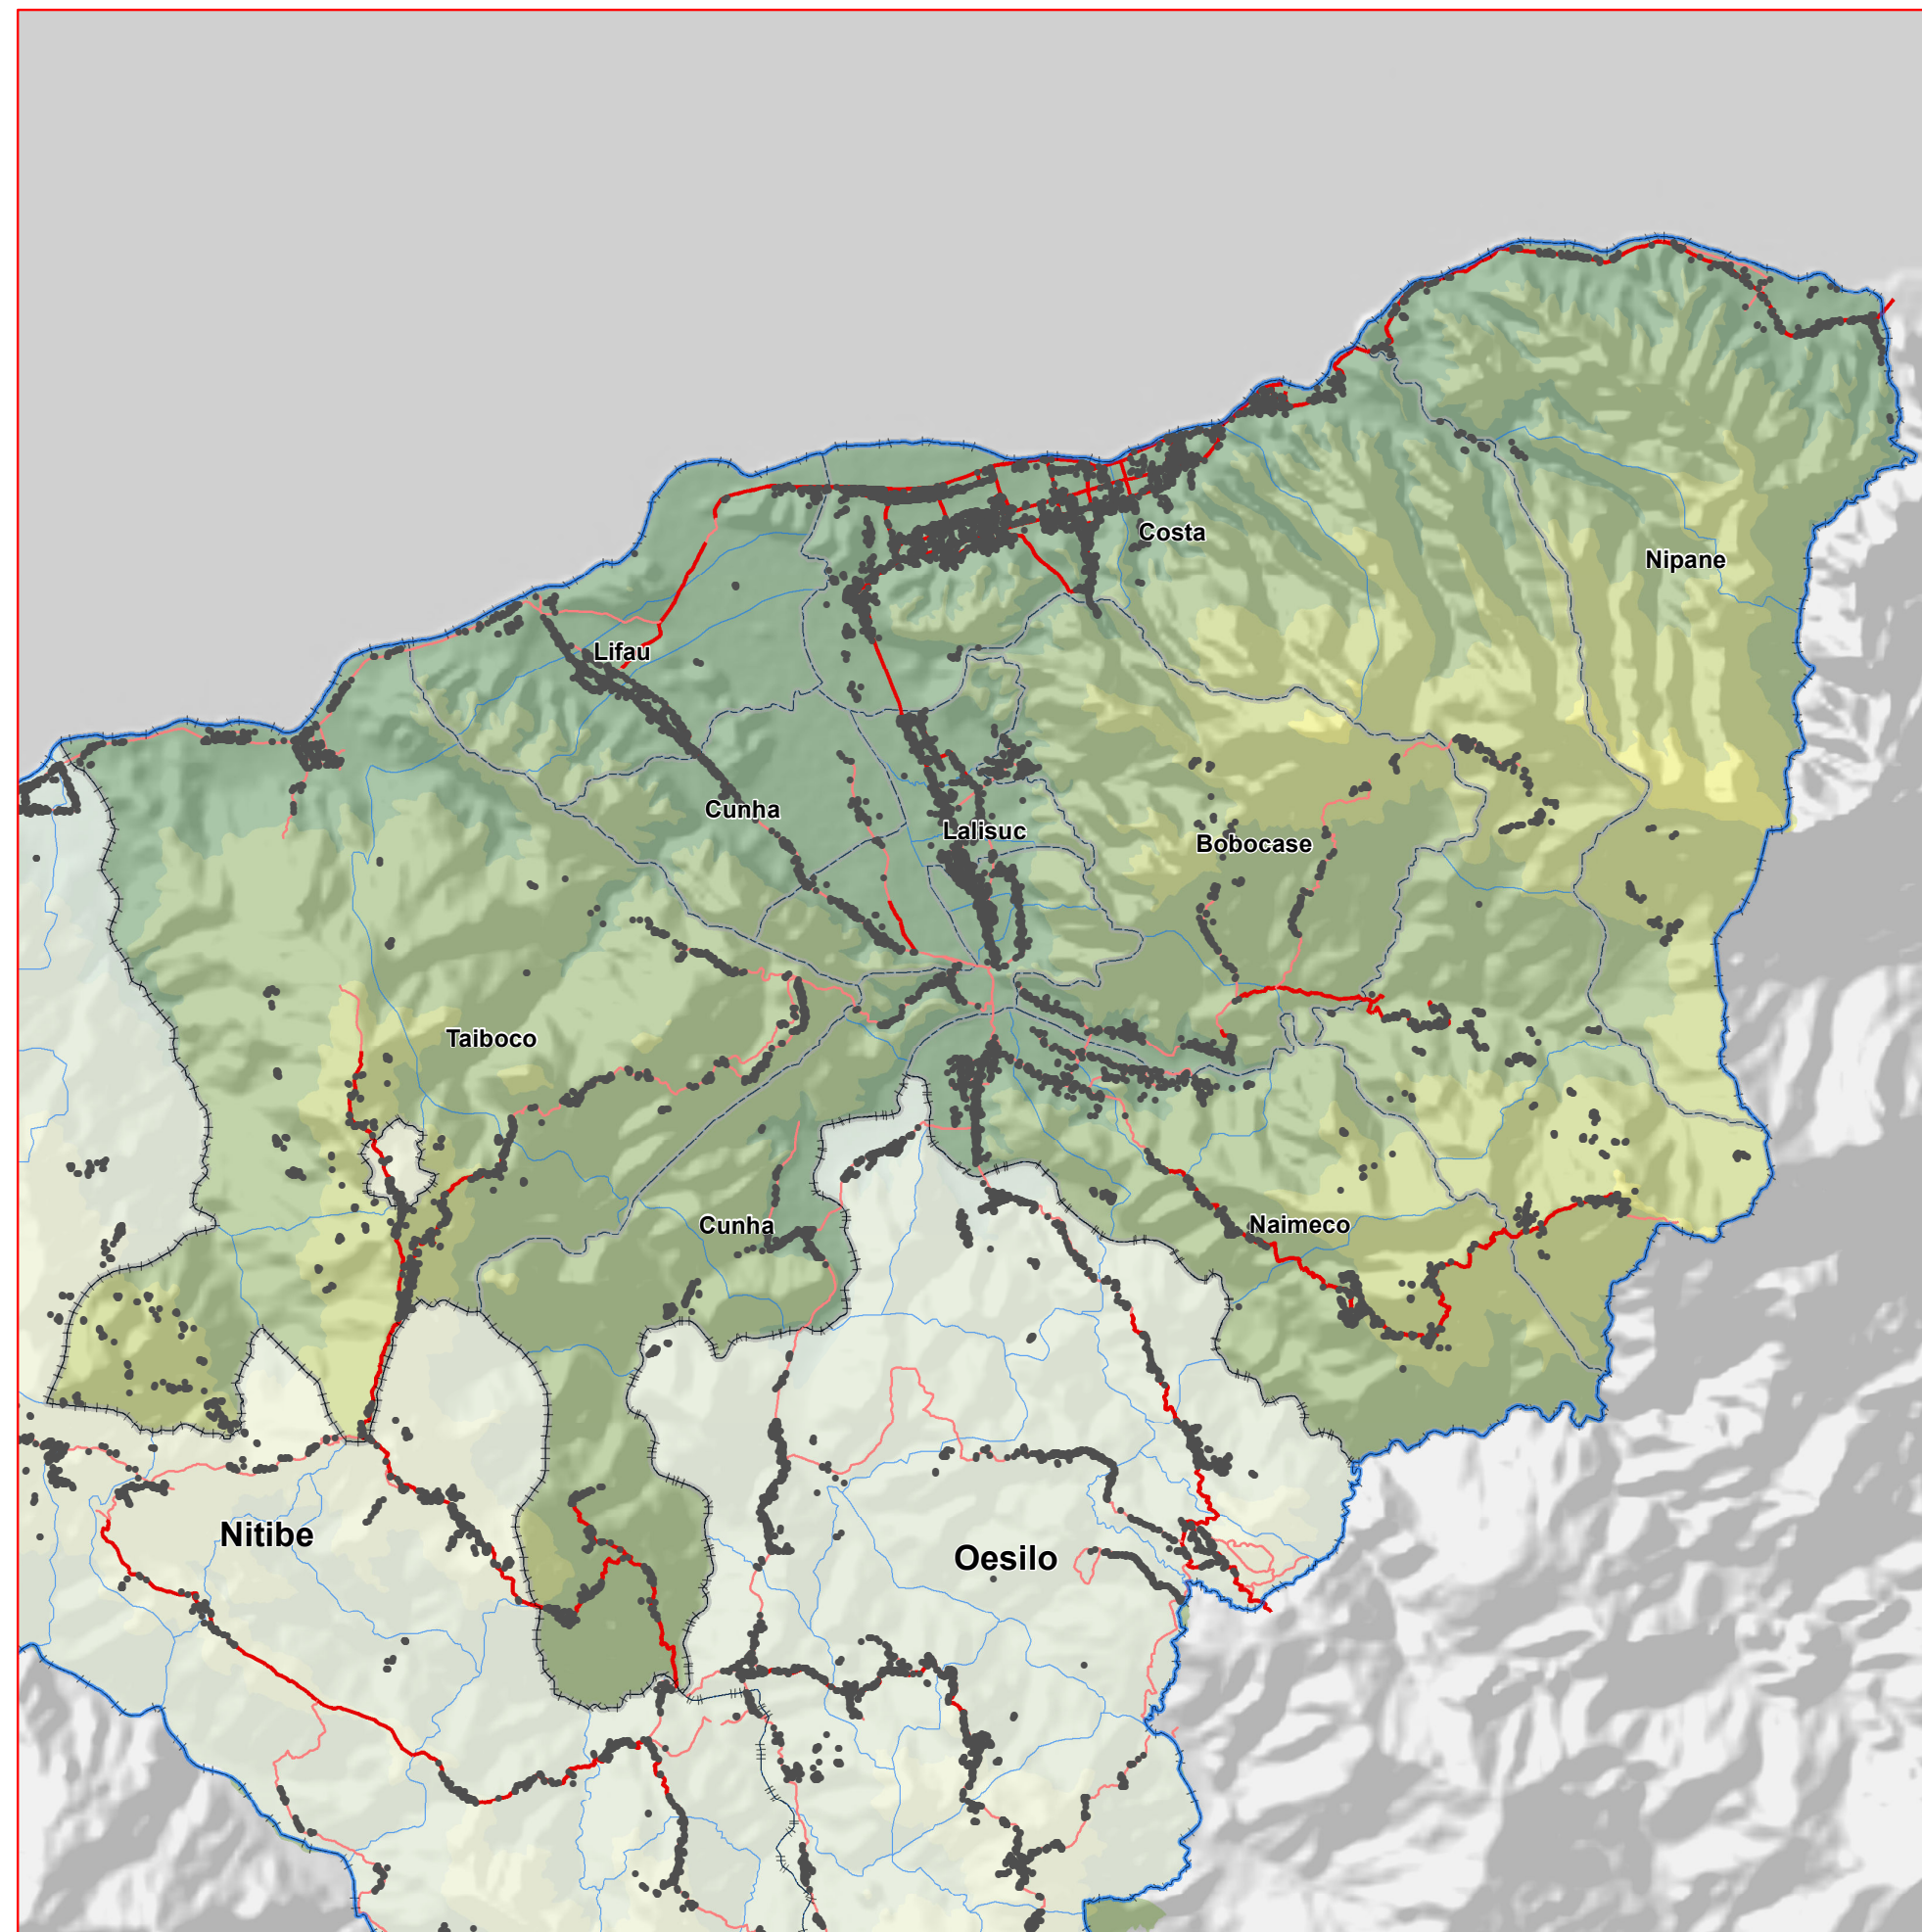 Costa
Nipane
Lifau
Cunha
Lalisuc
Bobocase
Taiboco
Cunha
Naimeco
Nitibe
Oesilo